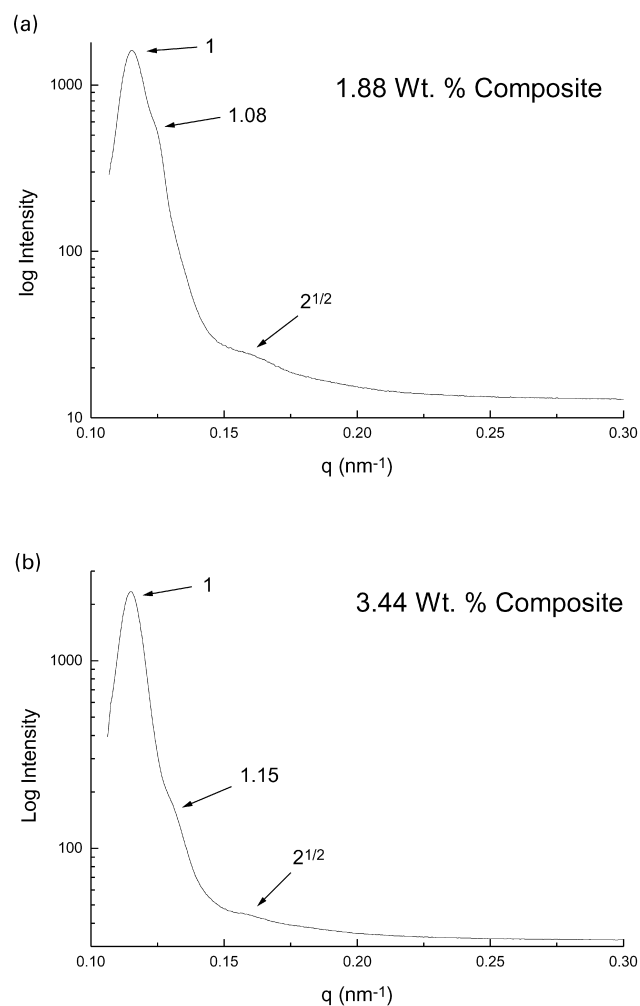 (a)
1
1.88 Wt. % Composite
1.08
2^1/2
log Intensity
1000
100
10
0.10 0.15 0.20 0.25 0.30
q (nm^-1)
(b)
1
3.44 Wt. % Composite
1.15
2^1/2
Log Intensity
1000
100
0.10 0.15 0.20 0.25 0.30
q (nm^-1)